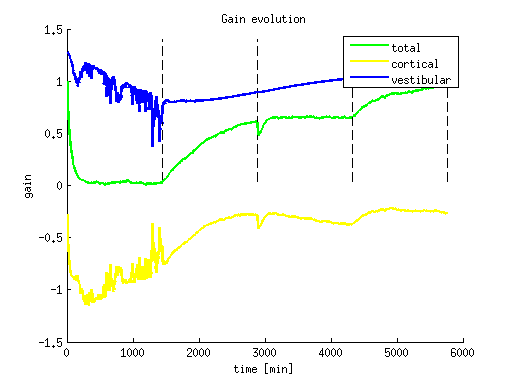 Gain evolution
1.5
1
0.5
0
-0.5
-1
-1.5
gain
total
cortical
vestibular
0 1000 2000 3000 4000 5000 6000
time [min]